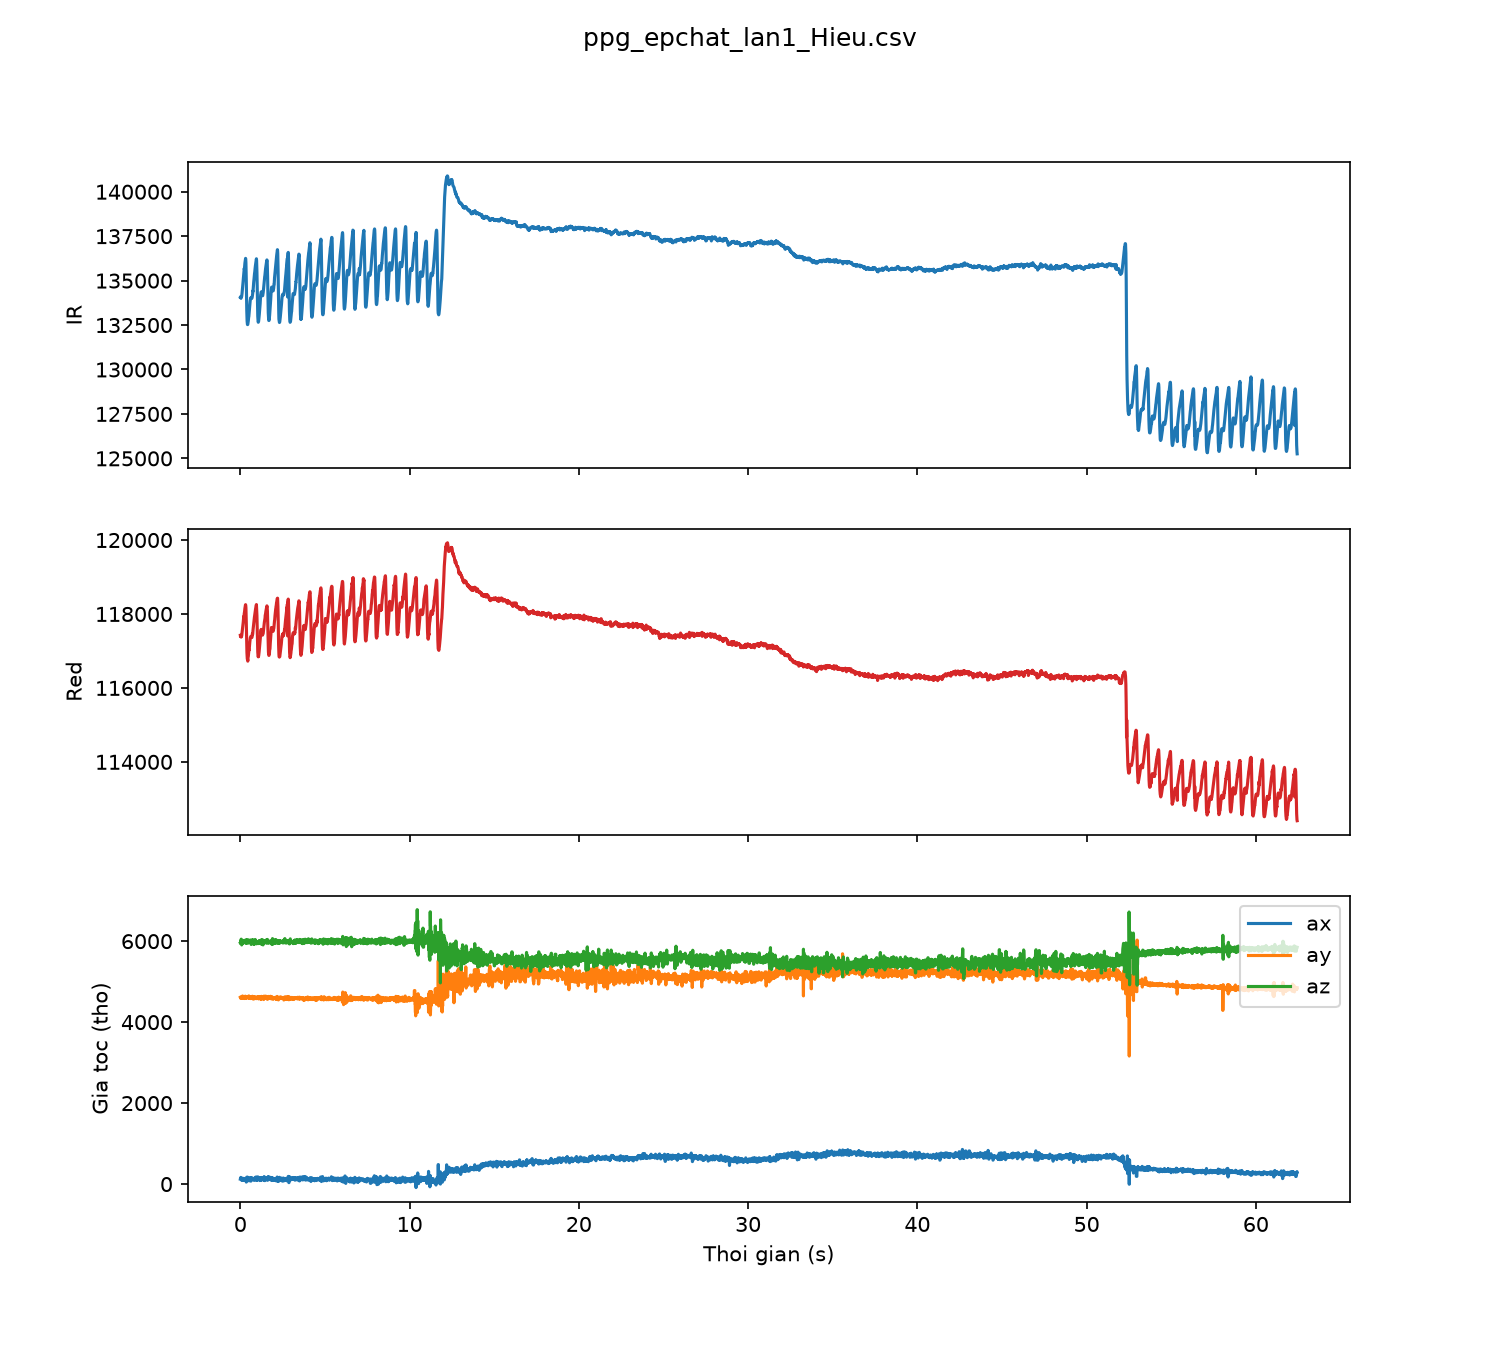 ppg_epchat_lan1_Hieu.csv
140000
137500
135000
132500
130000
127500
125000
IR
120000
118000
116000
114000
Red
6000
4000
2000
0
Gia toc (tho)
ax
ay
az
0 10 20 30 40 50 60
Thoi gian (s)